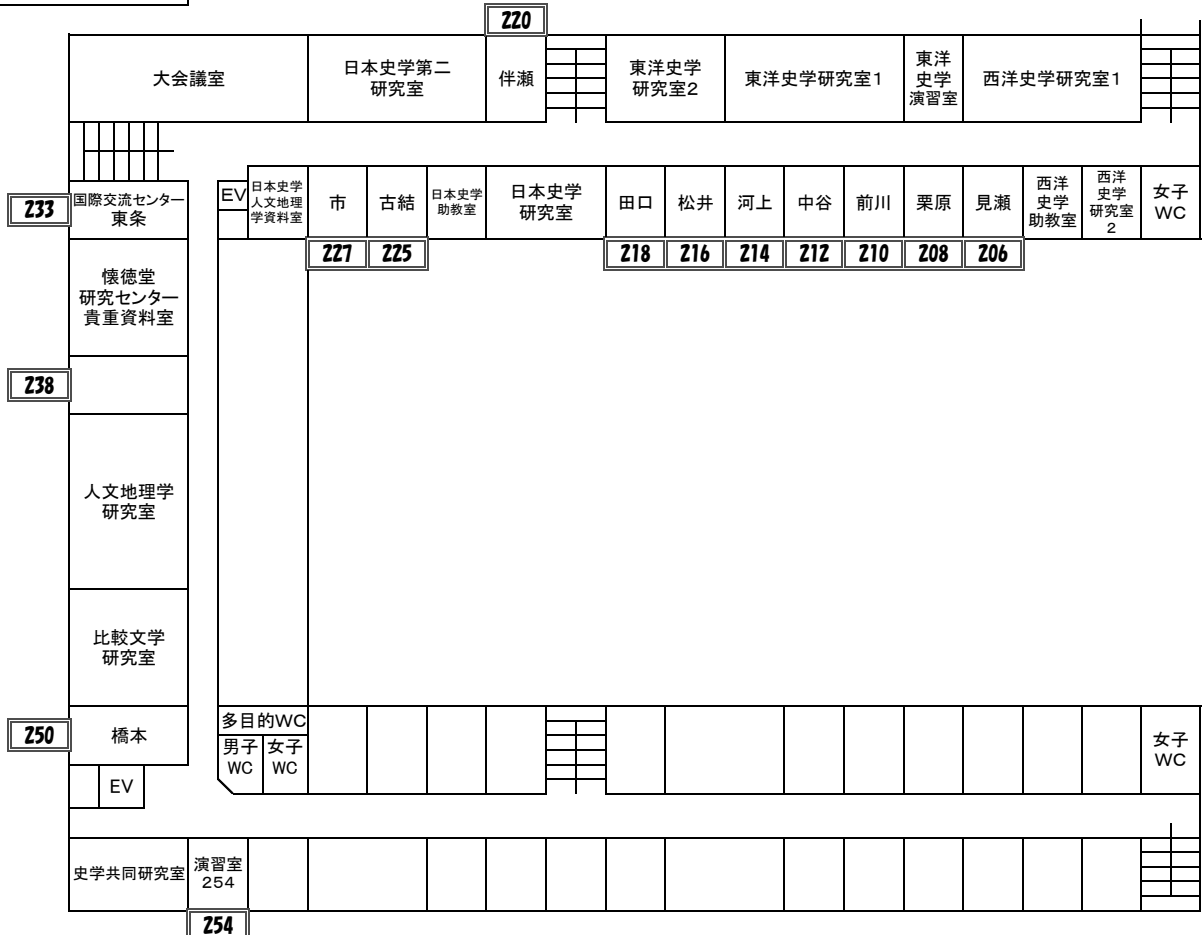 220
大会議室
日本史学第二
研究室
伴瀬
東洋史学
研究室2
東洋史学研究室1
東洋
史学
演習室
西洋史学研究室1
233
国際交流センター
東条
EV
日本史学
人文地理
学資料室
市
古結
日本史学
助教室
日本史学
研究室
田口
松井
河上
中谷
前川
栗原
見瀬
西洋
史学
助教室
西洋
史学
研究室
2
女子
WC
227
225
218
216
214
212
210
208
206
懐徳堂
研究センター
貴重資料室
238
人文地理学
研究室
比較文学
研究室
250
橋本
EV
多目的WC
男子
WC
女子
WC
女子
WC
史学共同研究室
演習室
254
254